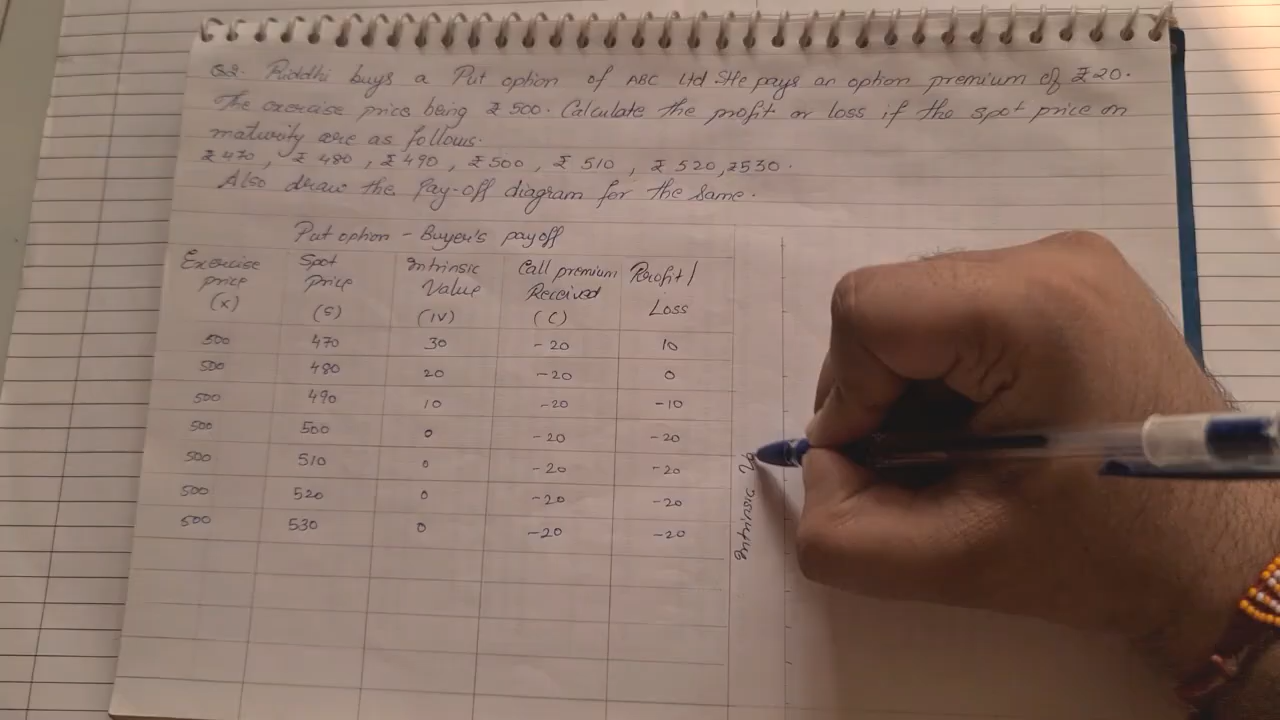 Q2. Riddhi buys a Put option of ABC Ltd. She pays an option premium of ₹20.
The exercise price being ₹500. Calculate the profit or loss if the spot price on
maturity are as follows.
₹470, ₹480, ₹490, ₹500, ₹510, ₹520, ₹530.
Also draw the Pay-off diagram for the same.
Put option - Buyer's payoff
Exercise price (X) Spot Price (S) Intrinsic Value (IV) Call premium Received (C) Profit/ Loss
500 470 30 -20 10
500 480 20 -20 0
500 490 10 -20 -10
500 500 0 -20 -20
500 510 0 -20 -20
500 520 0 -20 -20
500 530 0 -20 -20
Intrinsic